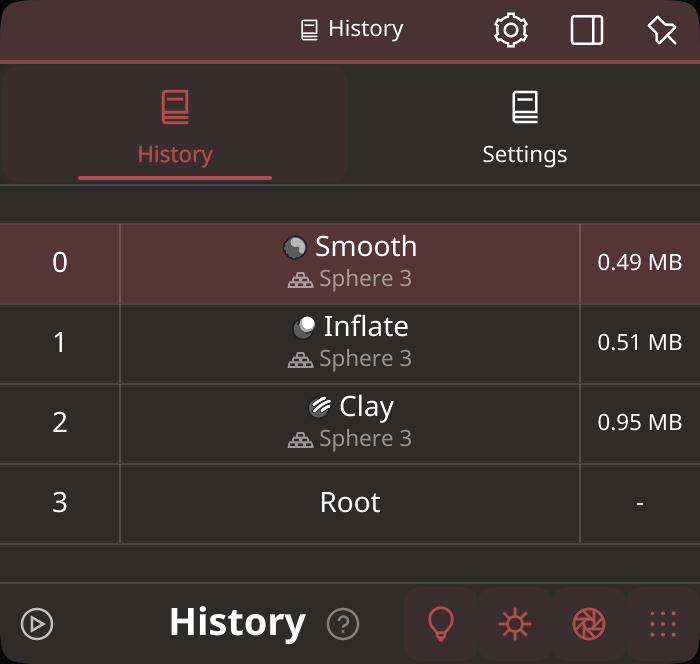 History
History
Settings
0
Smooth
Sphere 3
0.49 MB
1
Inflate
Sphere 3
0.51 MB
2
Clay
Sphere 3
0.95 MB
3
Root
-
History
?